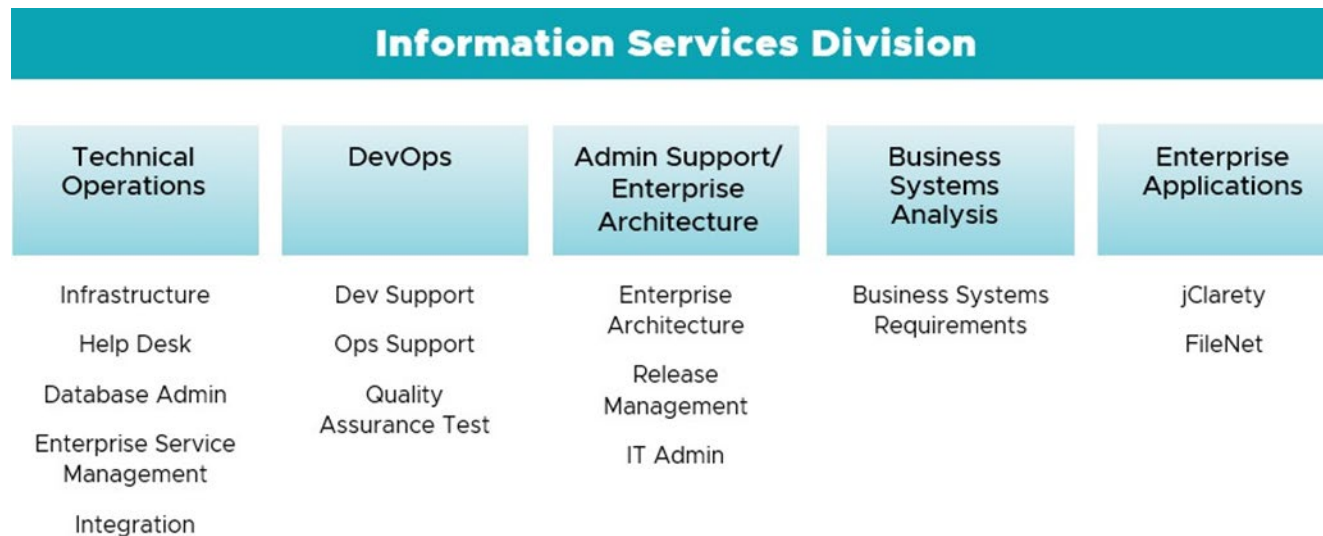 Information Services Division
Technical
Operations
Infrastructure
Help Desk
Database Admin
Enterprise Service
Management
Integration
DevOps
Dev Support
Ops Support
Quality
Assurance Test
Admin Support/
Enterprise
Architecture
Enterprise
Architecture
Release
Management
IT Admin
Business
Systems
Analysis
Business Systems
Requirements
Enterprise
Applications
jClarety
FileNet